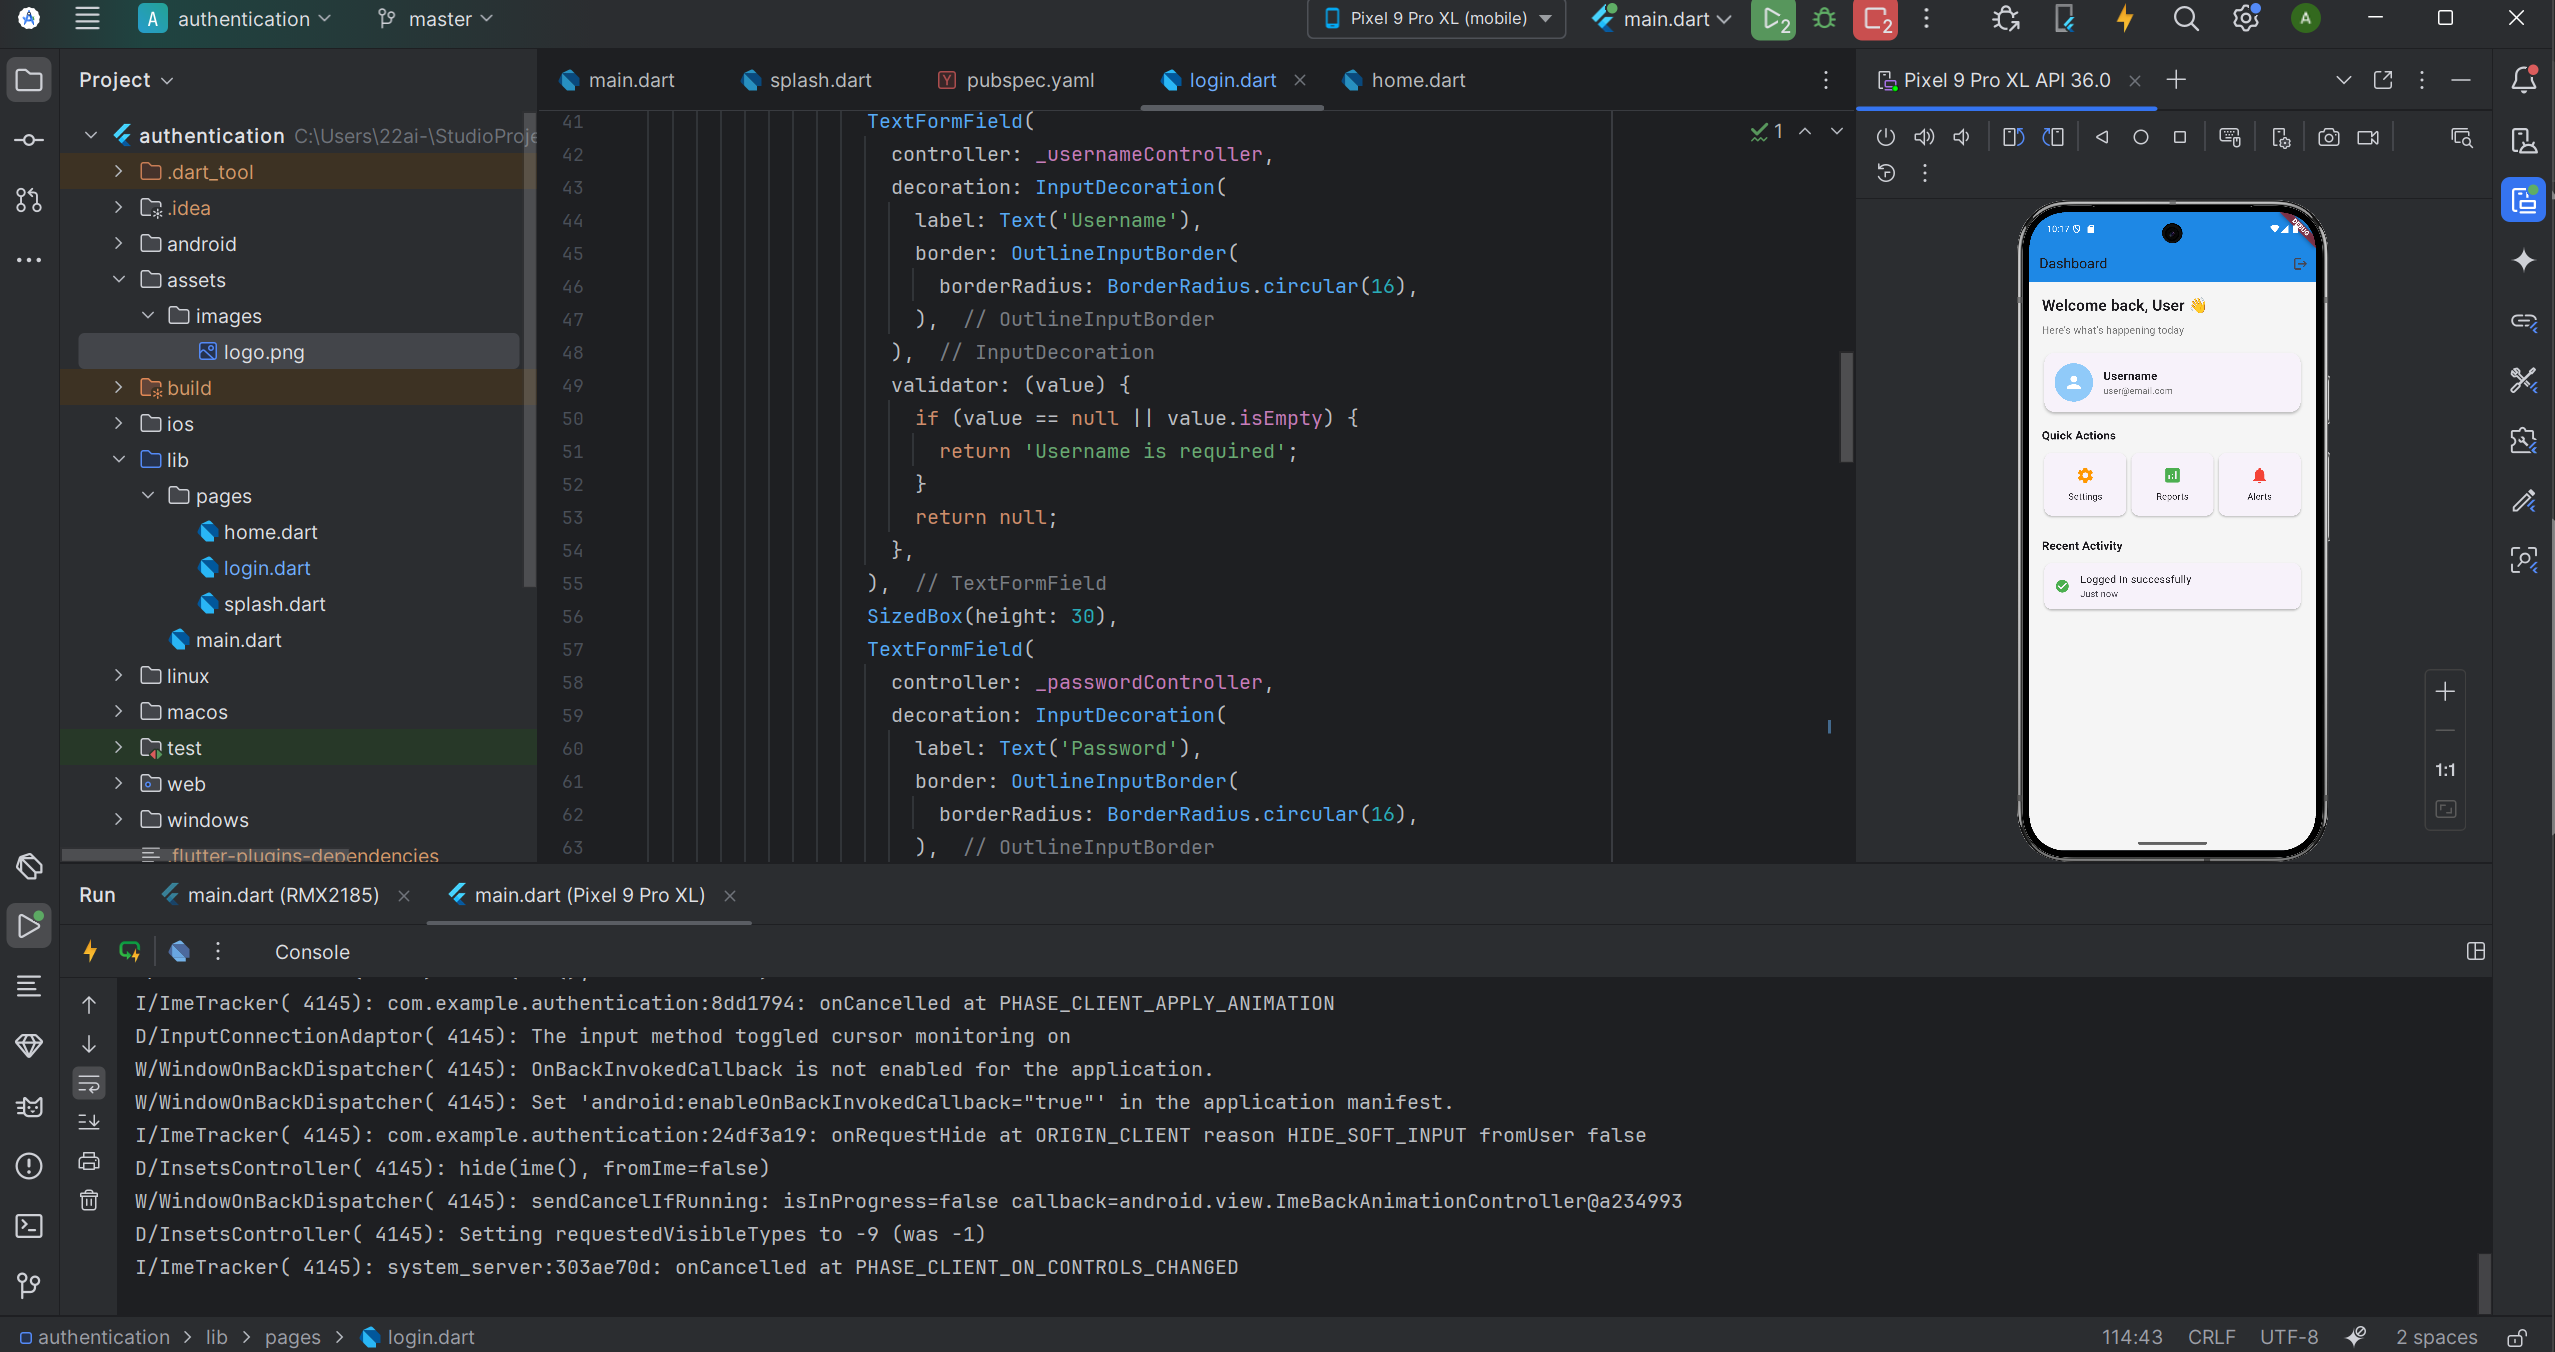 A authentication
master
Pixel 9 Pro XL (mobile)
main.dart
2
2
A
Project
main.dart
splash.dart
pubspec.yaml
login.dart
home.dart
Pixel 9 Pro XL API 36.0
authentication C:\Users\22ai-\StudioProje
.dart_tool
.idea
android
assets
images
logo.png
build
ios
lib
pages
home.dart
login.dart
splash.dart
main.dart
linux
macos
test
web
windows
.flutter-plugins-dependencies
1
41 TextFormField(
42 controller: _usernameController,
43 decoration: InputDecoration(
44 label: Text('Username'),
45 border: OutlineInputBorder(
46 borderRadius: BorderRadius.circular(16),
47 ), // OutlineInputBorder
48 ), // InputDecoration
49 validator: (value) {
50 if (value == null || value.isEmpty) {
51 return 'Username is required';
52 }
53 return null;
54 },
55 ), // TextFormField
56 SizedBox(height: 30),
57 TextFormField(
58 controller: _passwordController,
59 decoration: InputDecoration(
60 label: Text('Password'),
61 border: OutlineInputBorder(
62 borderRadius: BorderRadius.circular(16),
63 ), // OutlineInputBorder
10:17
DEBUG
Dashboard
Welcome back, User 👋
Here's what's happening today
Username
user@email.com
Quick Actions
Settings
Reports
Alerts
Recent Activity
Logged In successfully
Just now
1:1
Run
main.dart (RMX2185)
main.dart (Pixel 9 Pro XL)
Console
I/ImeTracker( 4145): com.example.authentication:8dd1794: onCancelled at PHASE_CLIENT_APPLY_ANIMATION
D/InputConnectionAdaptor( 4145): The input method toggled cursor monitoring on
W/WindowOnBackDispatcher( 4145): OnBackInvokedCallback is not enabled for the application.
W/WindowOnBackDispatcher( 4145): Set 'android:enableOnBackInvokedCallback="true"' in the application manifest.
I/ImeTracker( 4145): com.example.authentication:24df3a19: onRequestHide at ORIGIN_CLIENT reason HIDE_SOFT_INPUT fromUser false
D/InsetsController( 4145): hide(ime(), fromIme=false)
W/WindowOnBackDispatcher( 4145): sendCancelIfRunning: isInProgress=false callback=android.view.ImeBackAnimationController@a234993
D/InsetsController( 4145): Setting requestedVisibleTypes to -9 (was -1)
I/ImeTracker( 4145): system_server:303ae70d: onCancelled at PHASE_CLIENT_ON_CONTROLS_CHANGED
authentication > lib > pages > login.dart
114:43 CRLF UTF-8 2 spaces